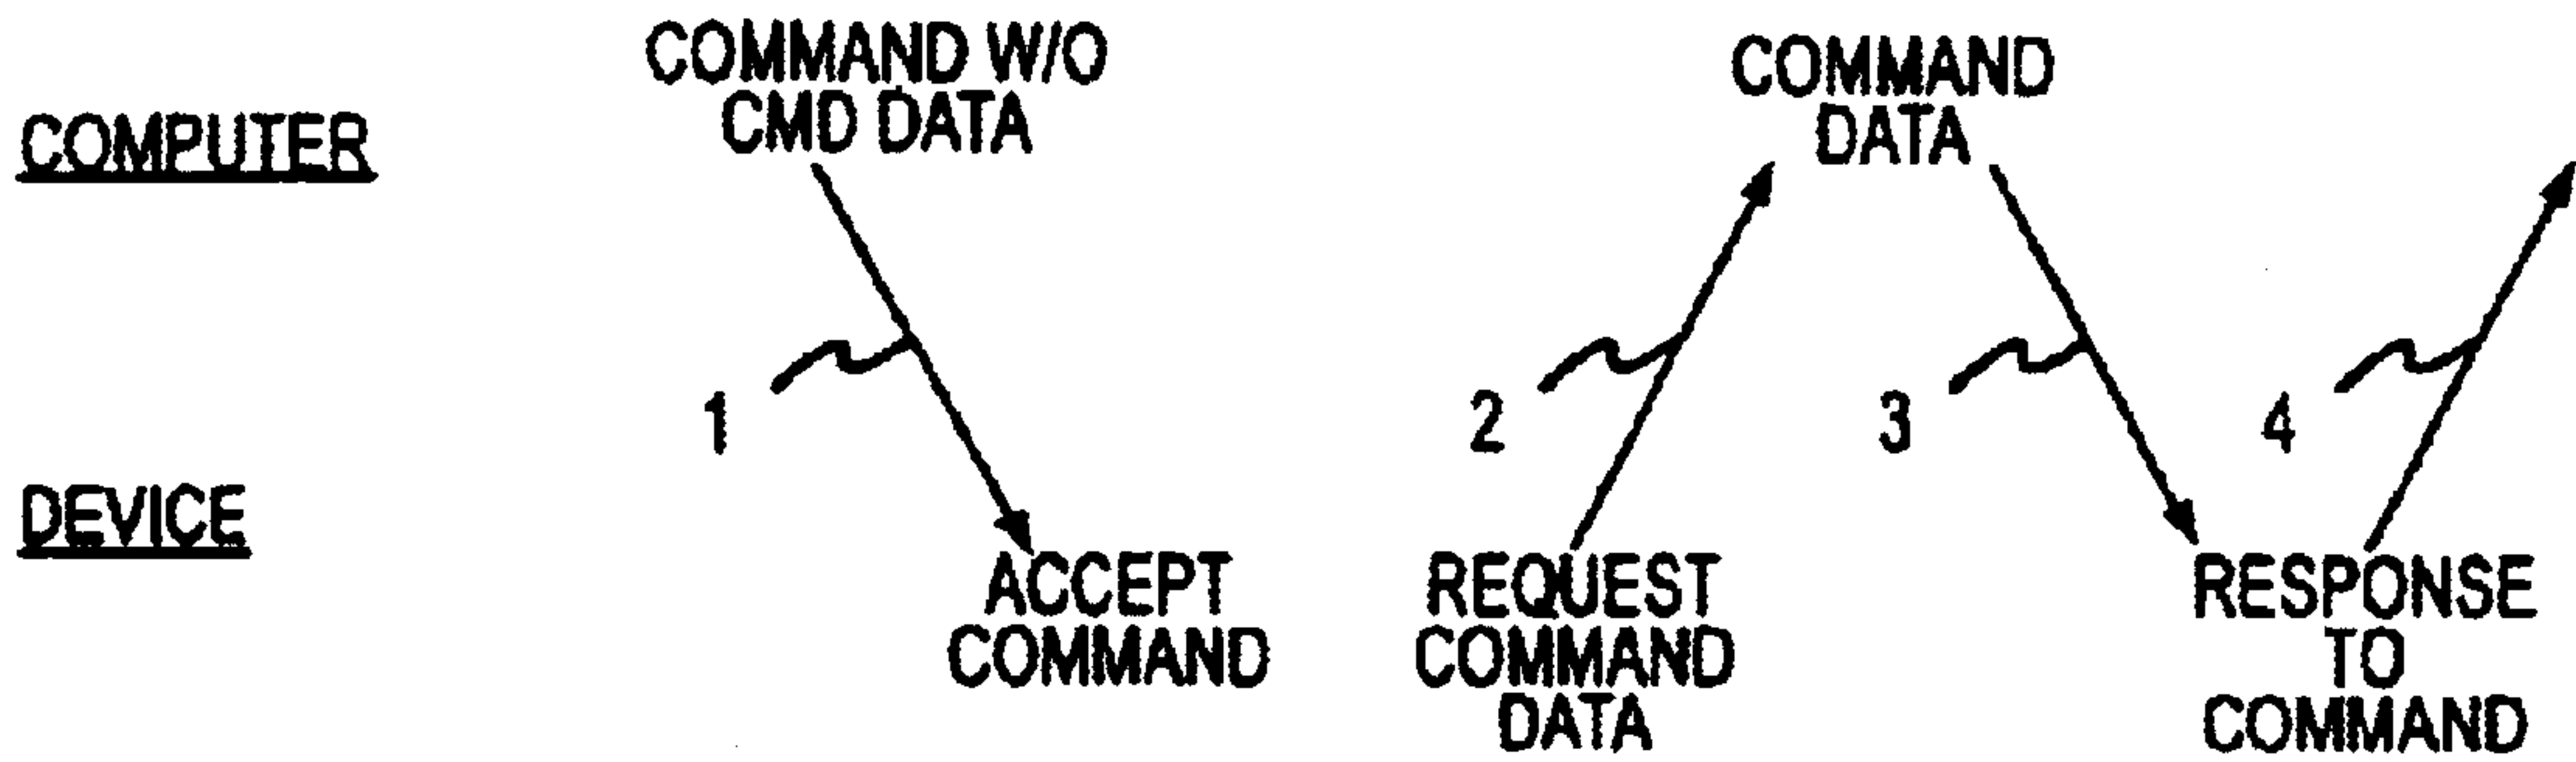 COMMAND W/O
CMD DATA
COMMAND
DATA
COMPUTER
1
2
3
4
DEVICE
ACCEPT
COMMAND
REQUEST
COMMAND
DATA
RESPONSE
TO
COMMAND